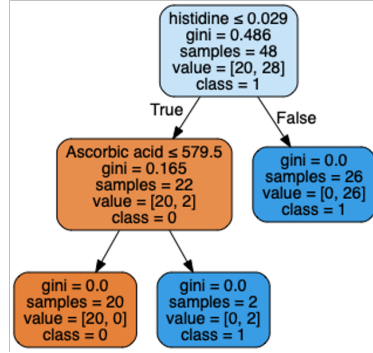 histidine ≤ 0.029
gini = 0.486
samples = 48
value = [20, 28]
class = 1
True
False
Ascorbic acid ≤ 579.5
gini = 0.165
samples = 22
value = [20, 2]
class = 0
gini = 0.0
samples = 26
value = [0, 26]
class = 1
gini = 0.0
samples = 20
value = [20, 0]
class = 0
gini = 0.0
samples = 2
value = [0, 2]
class = 1